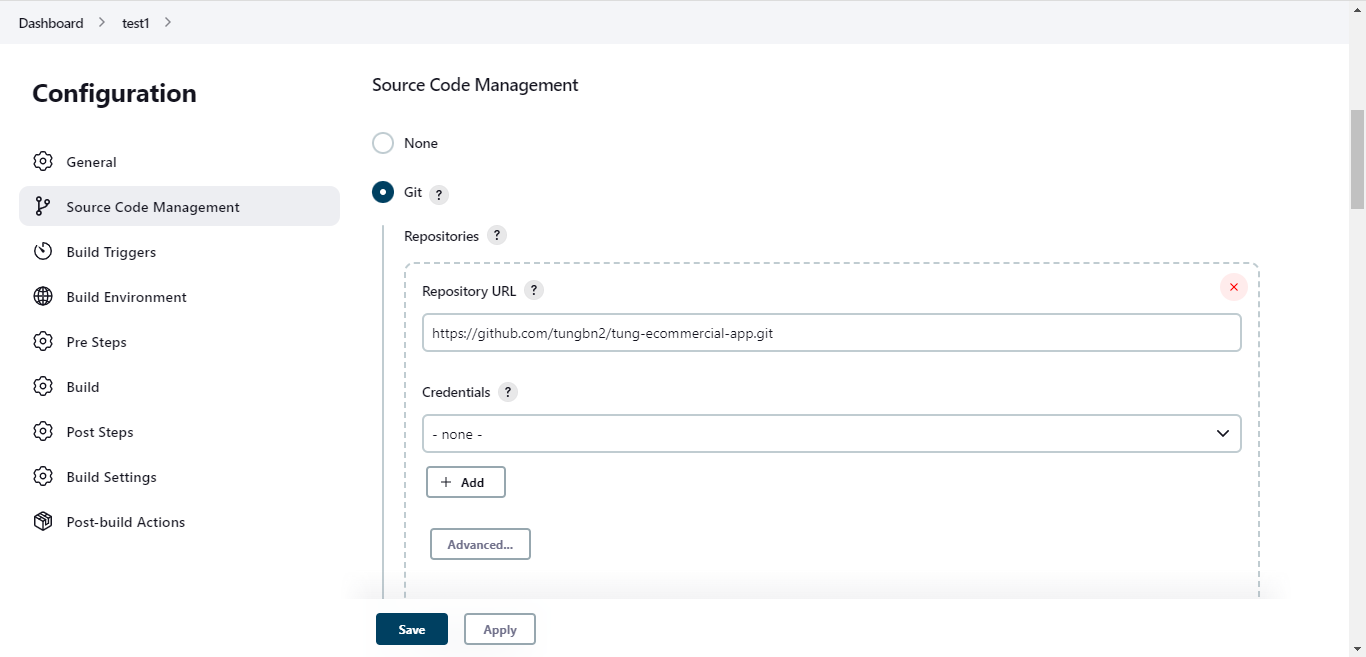 Dashboard > test1 >
Configuration
General
Source Code Management
Build Triggers
Build Environment
Pre Steps
Build
Post Steps
Build Settings
Post-build Actions
Source Code Management
None
Git ?
Repositories ?
Repository URL ?
https://github.com/tungbn2/tung-ecommercial-app.git
Credentials ?
- none -
+ Add
Advanced...
Save Apply